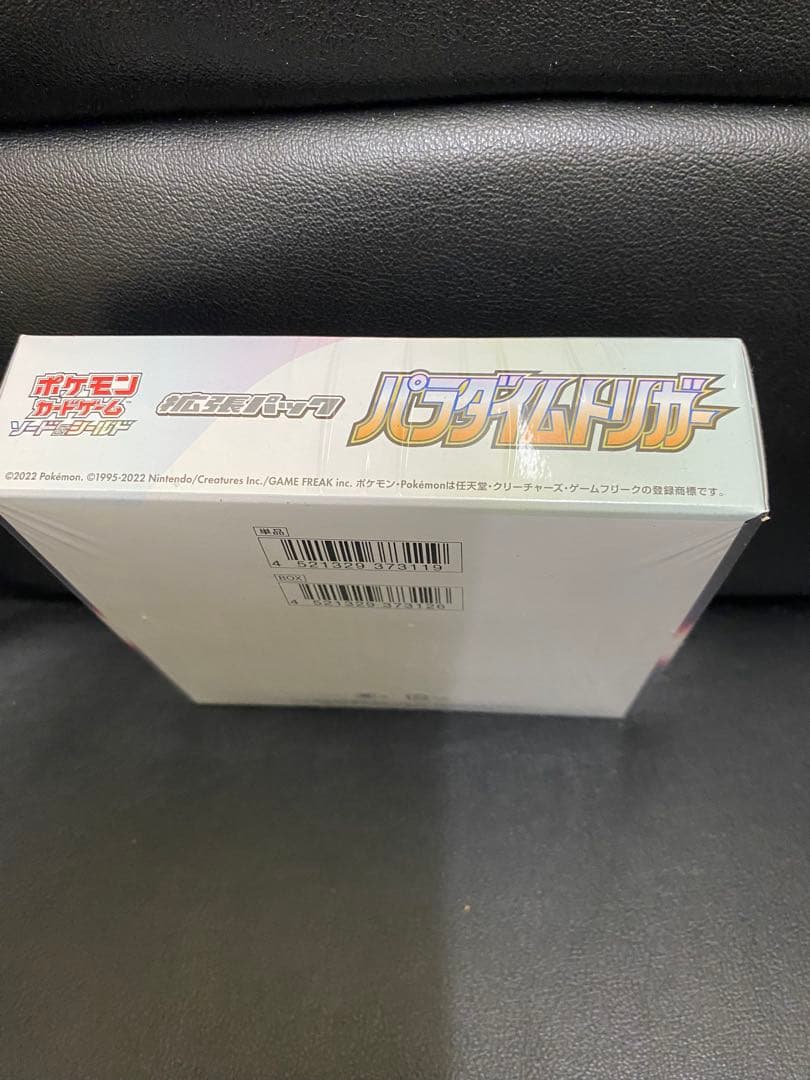 ポケモン
カードゲーム
ソード&シールド
拡張パック
パラダイムトリガー
©2022 Pokémon. ©1995-2022 Nintendo/Creatures Inc./GAME FREAK inc. ポケモン・Pokémonは任天堂・クリーチャーズ・ゲームフリークの登録商標です。
単品
4 521329 373119
BOX
4 521329 373126